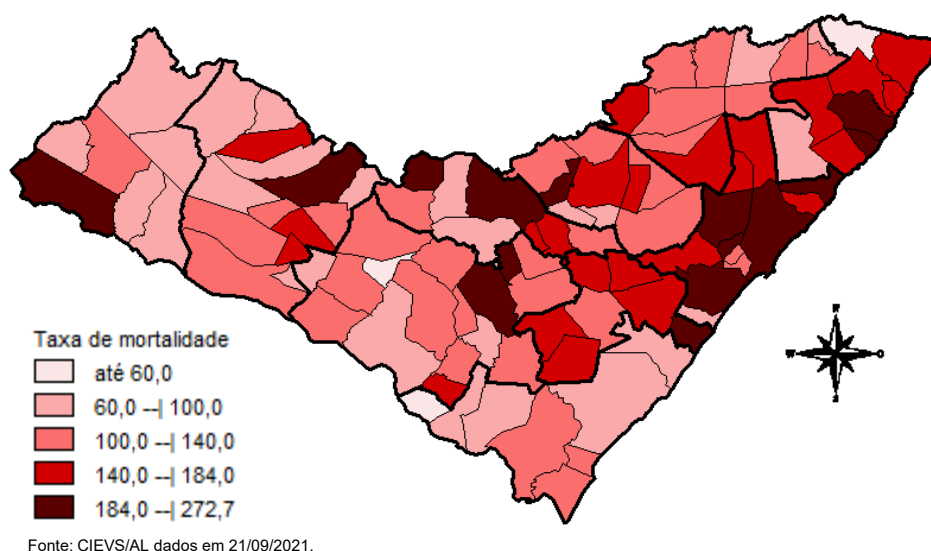 Taxa de mortalidade
até 60,0
60,0 --| 100,0
100,0 --| 140,0
140,0 --| 184,0
184,0 --| 272,7
Fonte: CIEVS/AL dados em 21/09/2021.